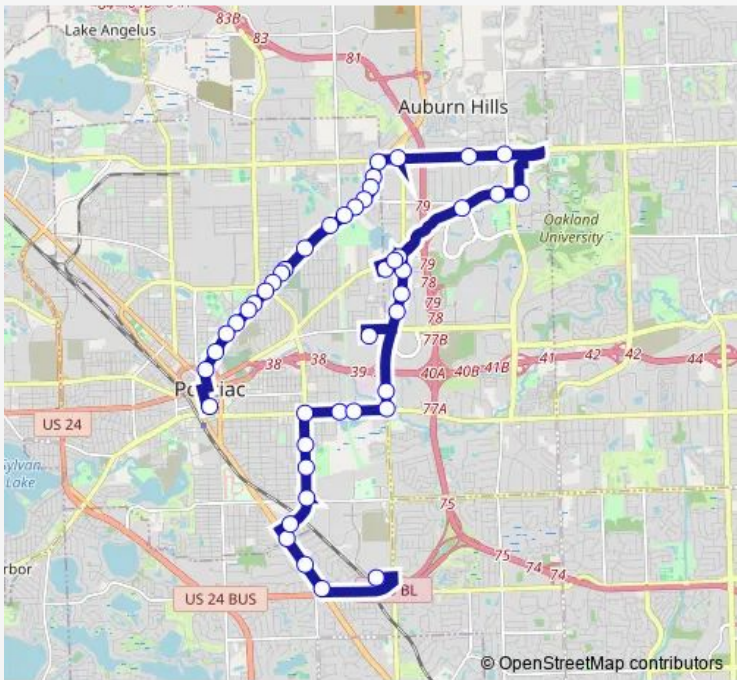 83B
Lake Angelus
83
81
Auburn Hills
79
Oakland
University
79
79
78
79
78
77B
38
38
39
40A
40B
41B
41
42
42
44
Pontiac
77A
US 24
Sylvan
Lake
75
75
74
74
rbor
BL
US 24 BUS
© OpenStreetMap contributors